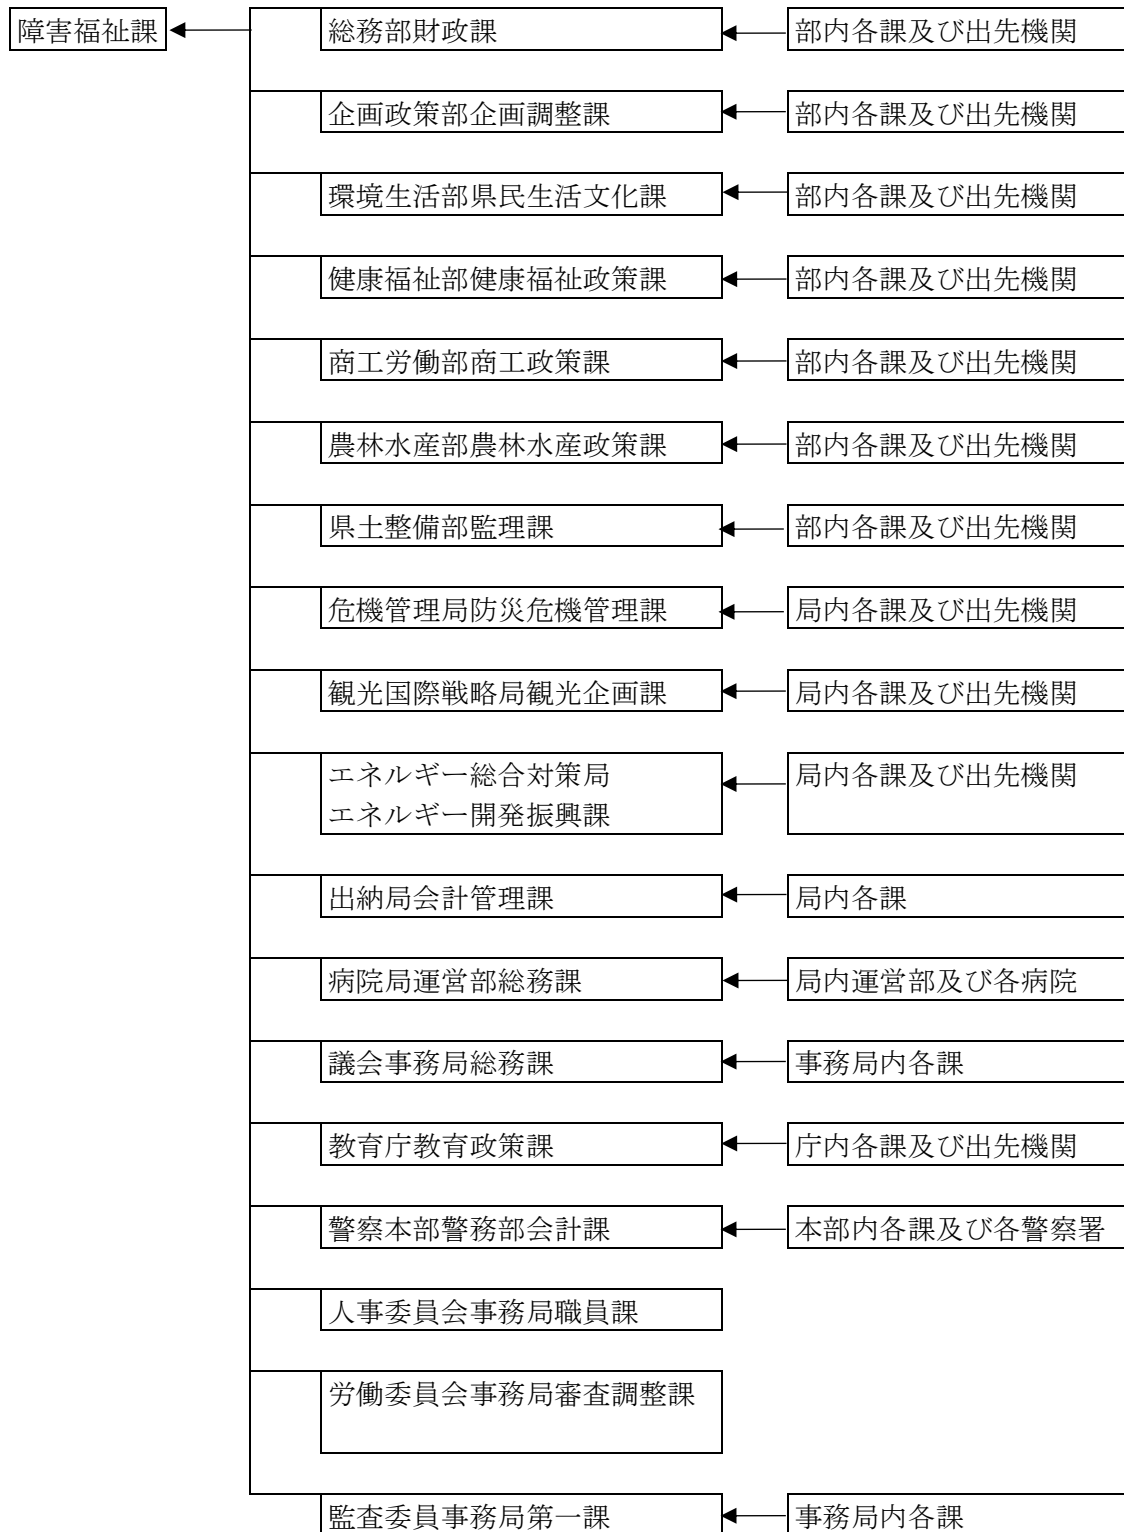 障害福祉課
総務部財政課
部内各課及び出先機関
企画政策部企画調整課
部内各課及び出先機関
環境生活部県民生活文化課
部内各課及び出先機関
健康福祉部健康福祉政策課
部内各課及び出先機関
商工労働部商工政策課
部内各課及び出先機関
農林水産部農林水産政策課
部内各課及び出先機関
県土整備部監理課
部内各課及び出先機関
危機管理局防災危機管理課
局内各課及び出先機関
観光国際戦略局観光企画課
局内各課及び出先機関
エネルギー総合対策局
エネルギー開発振興課
局内各課及び出先機関
出納局会計管理課
局内各課
病院局運営部総務課
局内運営部及び各病院
議会事務局総務課
事務局内各課
教育庁教育政策課
庁内各課及び出先機関
警察本部警務部会計課
本部内各課及び各警察署
人事委員会事務局職員課
労働委員会事務局審査調整課
監査委員事務局第一課
事務局内各課